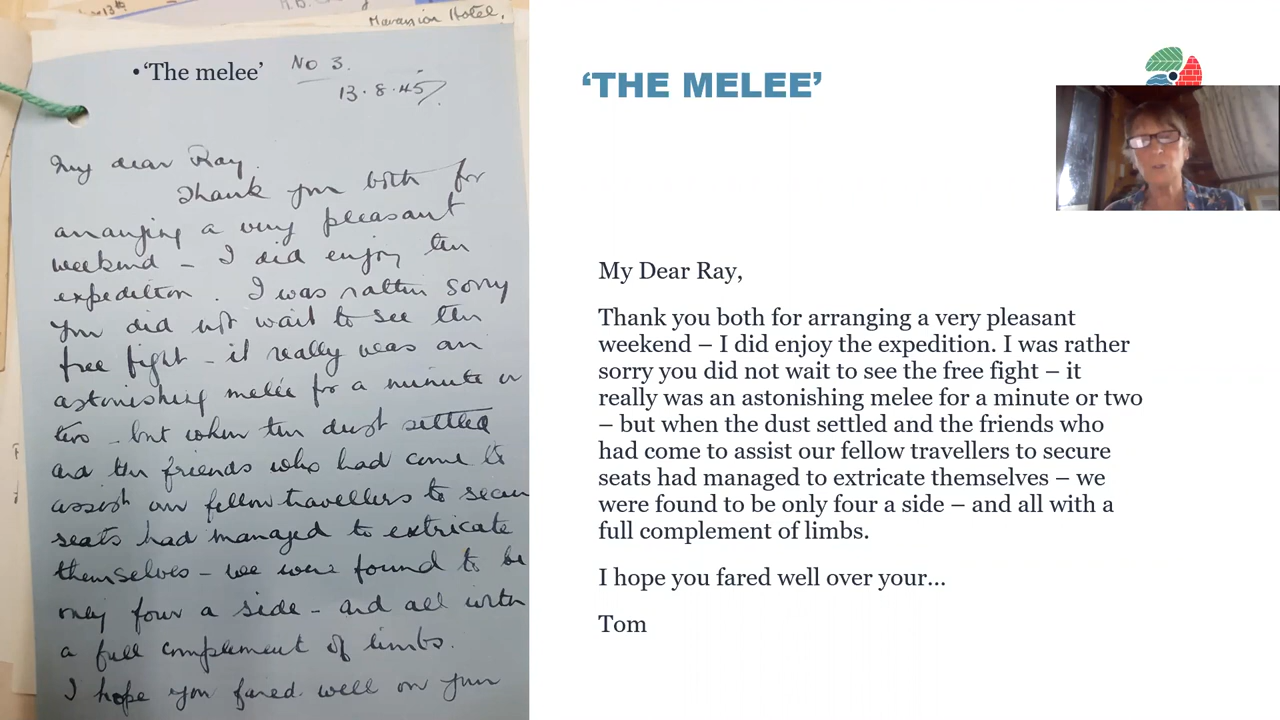 Marazion Hotel.
• ‘The melee’
No 3.
13.8.45
My dear Ray.
Thank you both for
arranging a very pleasant
weekend – I did enjoy the
expedition. I was rather sorry
you did not wait to see the
free fight – it really was an
astonishing melée for a minute or
two – but when the dust settled
and the friends who had come to
assist our fellow travellers to secure
seats had managed to extricate
themselves – we were found to be
only four a side – and all with
a full complement of limbs.
I hope you fared well on your
‘THE MELEE’
My Dear Ray,
Thank you both for arranging a very pleasant
weekend – I did enjoy the expedition. I was rather
sorry you did not wait to see the free fight – it
really was an astonishing melee for a minute or two
– but when the dust settled and the friends who
had come to assist our fellow travellers to secure
seats had managed to extricate themselves – we
were found to be only four a side – and all with a
full complement of limbs.
I hope you fared well over your...
Tom